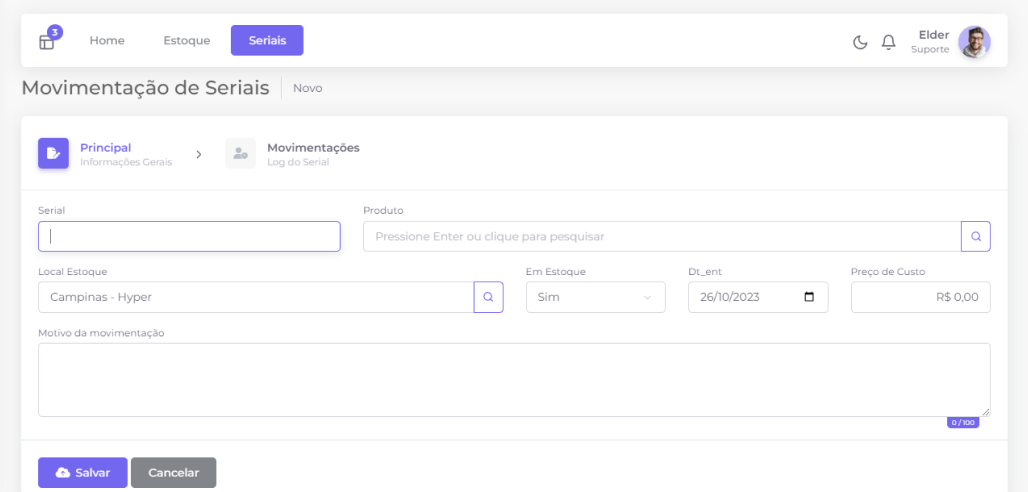 3
Home Estoque Seriais
Elder
Suporte
Movimentação de Seriais Novo
Principal
Informações Gerais
Movimentações
Log do Serial
Serial Produto
Pressione Enter ou clique para pesquisar
Local Estoque Em Estoque Dt_ent Preço de Custo
Campinas - Hyper Sim 26/10/2023 R$ 0,00
Motivo da movimentação
0 / 100
Salvar Cancelar